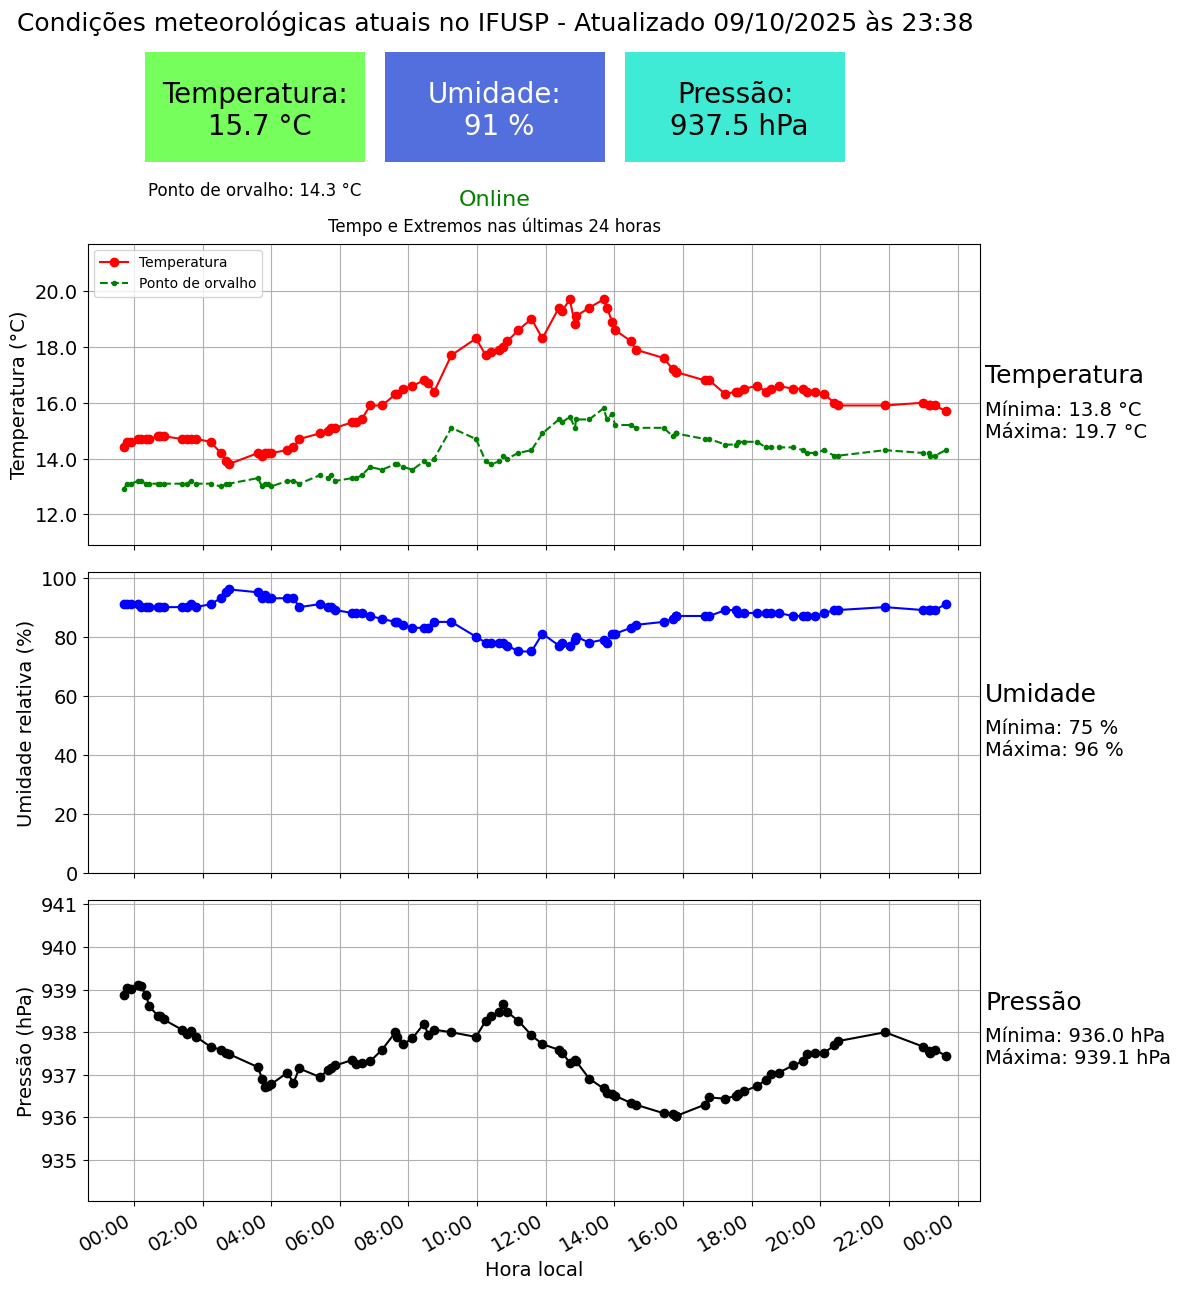 Condições meteorológicas atuais no IFUSP - Atualizado 09/10/2025 às 23:38
Temperatura:
15.7 °C
Umidade:
91 %
Pressão:
937.5 hPa
Ponto de orvalho: 14.3 °C
Online
Tempo e Extremos nas últimas 24 horas
Temperatura (°C)
20.0
18.0
16.0
14.0
12.0
Temperatura
Ponto de orvalho
Temperatura
Mínima: 13.8 °C
Máxima: 19.7 °C
Umidade relativa (%)
100
80
60
40
20
0
Umidade
Mínima: 75 %
Máxima: 96 %
Pressão (hPa)
941
940
939
938
937
936
935
Pressão
Mínima: 936.0 hPa
Máxima: 939.1 hPa
00:00 02:00 04:00 06:00 08:00 10:00 12:00 14:00 16:00 18:00 20:00 22:00 00:00
Hora local